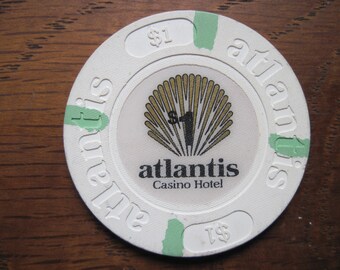 $1
atlantis
$1
atlantis
Casino Hotel
atlantis
$1